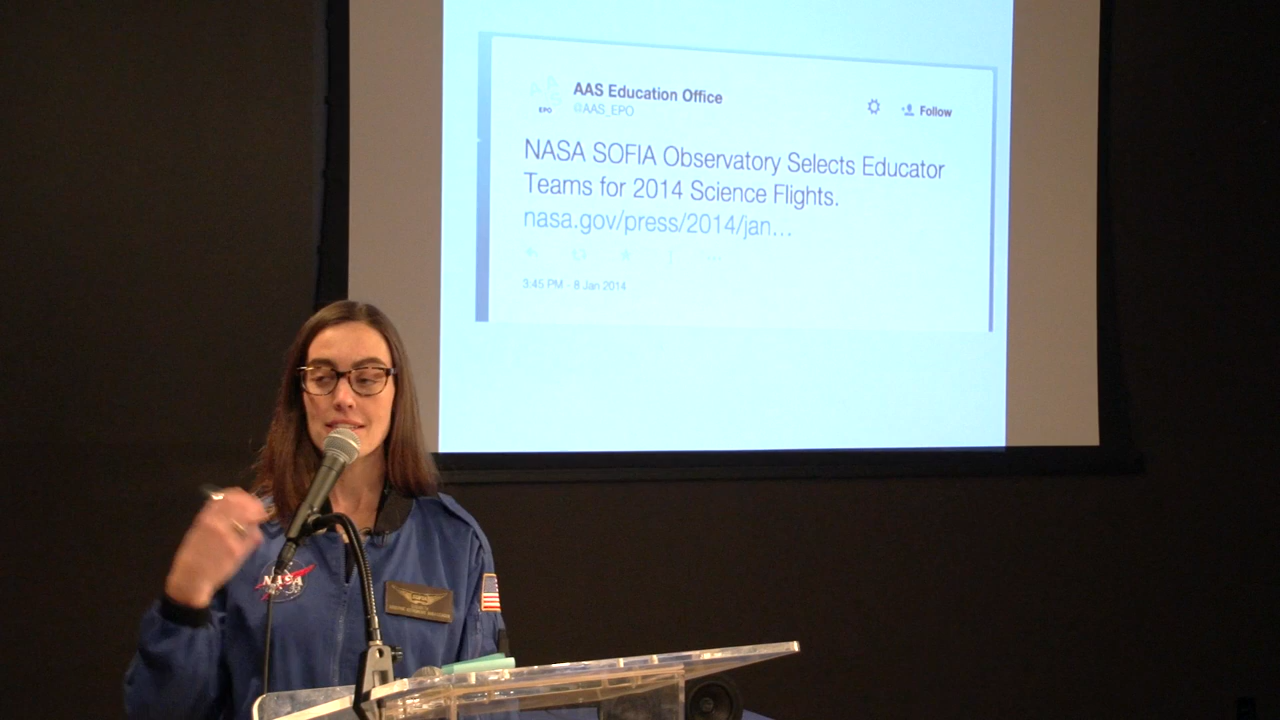 AAS Education Office
@AAS_EPO
EPO
Follow
NASA SOFIA Observatory Selects Educator
Teams for 2014 Science Flights.
nasa.gov/press/2014/jan...
3:45 PM - 8 Jan 2014
NASA